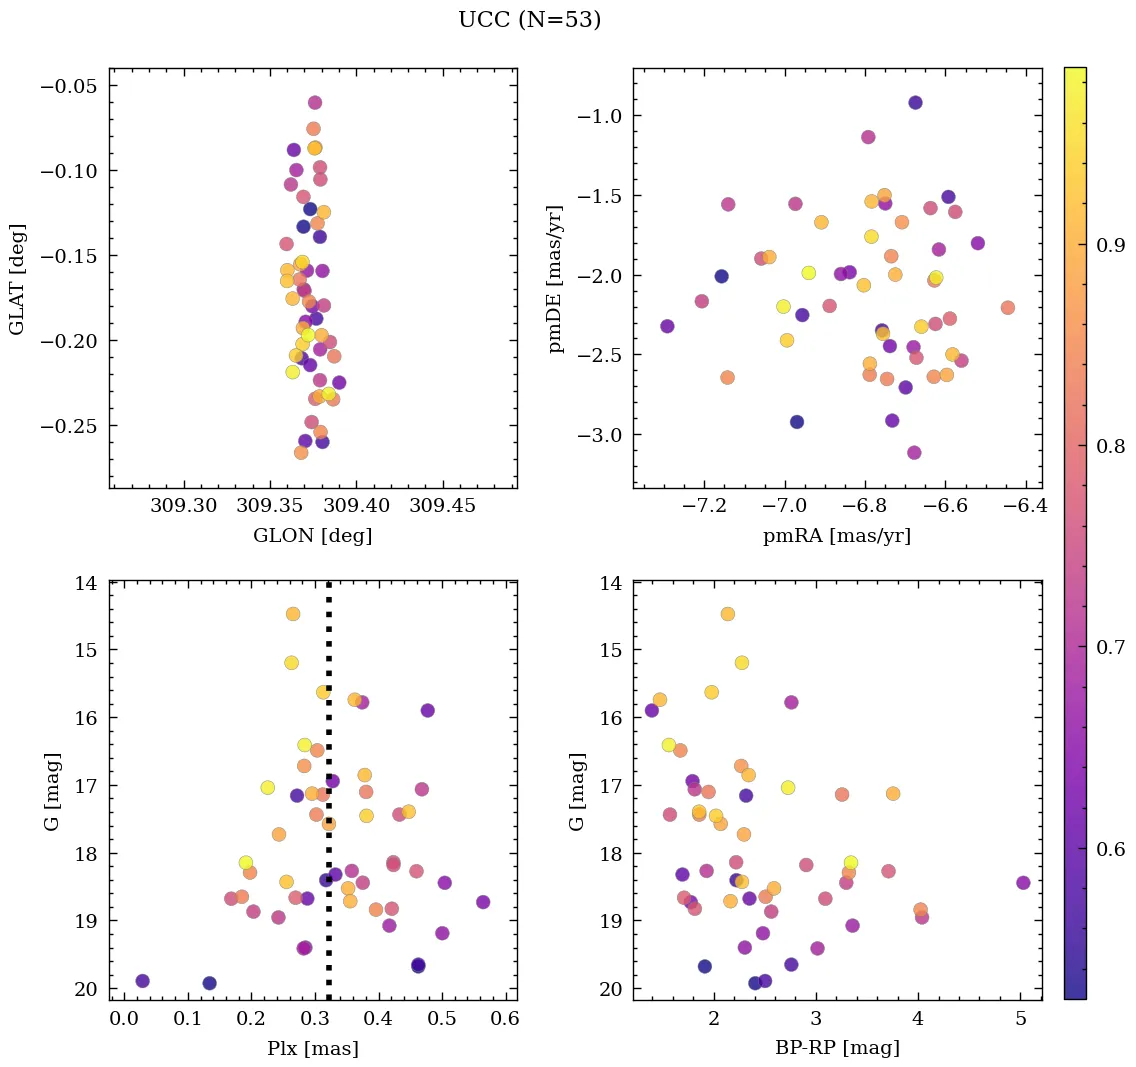 UCC (N=53)
−0.05
−0.10
−0.15
−0.20
−0.25
GLAT [deg]
309.30 309.35 309.40 309.45
GLON [deg]
−1.0
−1.5
−2.0
−2.5
−3.0
pmDE [mas/yr]
−7.2 −7.0 −6.8 −6.6 −6.4
pmRA [mas/yr]
0.9
0.8
0.7
0.6
14
15
16
17
18
19
20
G [mag]
0.0 0.1 0.2 0.3 0.4 0.5 0.6
Plx [mas]
14
15
16
17
18
19
20
G [mag]
2 3 4 5
BP-RP [mag]